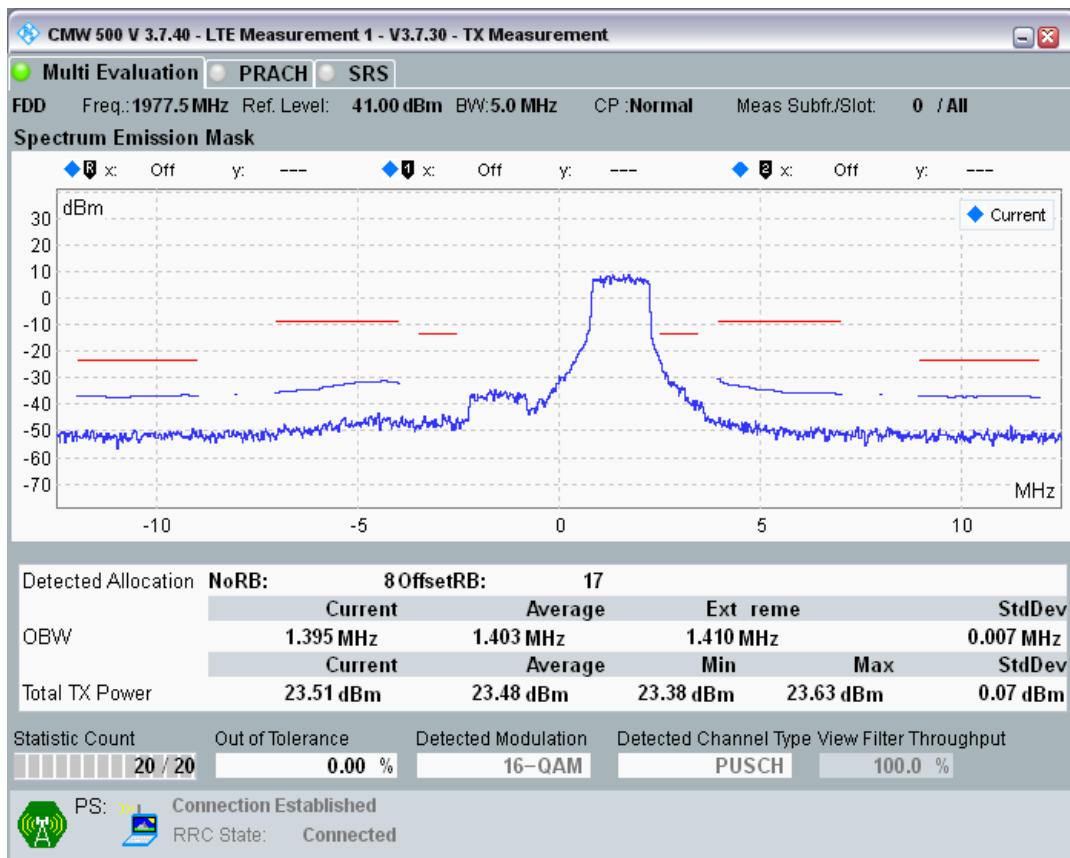 CMW 500 V 3.7.40 - LTE Measurement 1 - V3.7.30 - TX Measurement
Multi Evaluation PRACH SRS
FDD Freq.: 1977.5 MHz Ref. Level: 41.00 dBm BW: 5.0 MHz CP : Normal Meas Subfr./Slot: 0 / All
Spectrum Emission Mask
R x: Off y: --- 1 x: Off y: --- 2 x: Off y: ---
dBm
Current
30
20
10
0
-10
-20
-30
-40
-50
-60
-70
MHz
-10 -5 0 5 10
Detected Allocation NoRB: 8 OffsetRB: 17
Current Average Ext reme StdDev
OBW 1.395 MHz 1.403 MHz 1.410 MHz 0.007 MHz
Current Average Min Max StdDev
Total TX Power 23.51 dBm 23.48 dBm 23.38 dBm 23.63 dBm 0.07 dBm
Statistic Count Out of Tolerance Detected Modulation Detected Channel Type View Filter Throughput
20 / 20 0.00 % 16-QAM PUSCH 100.0 %
PS: Connection Established
RRC State: Connected